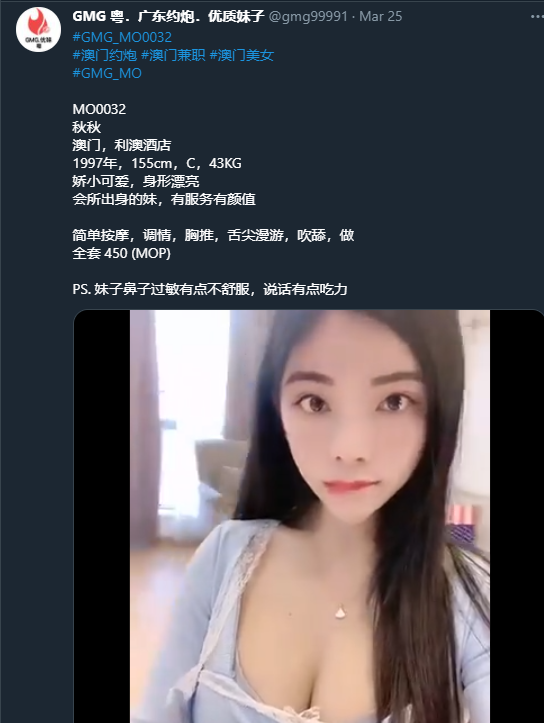 GMG 粤．广东约炮．优质妹子 @gmg99991 · Mar 25
GMG.优妹
粤
#GMG_MO0032
#澳门约炮 #澳门兼职 #澳门美女
#GMG_MO
MO0032
秋秋
澳门，利澳酒店
1997年，155cm，C，43KG
娇小可爱，身形漂亮
会所出身的妹，有服务有颜值
简单按摩，调情，胸推，舌尖漫游，吹舔，做
全套 450 (MOP)
PS. 妹子鼻子过敏有点不舒服，说话有点吃力